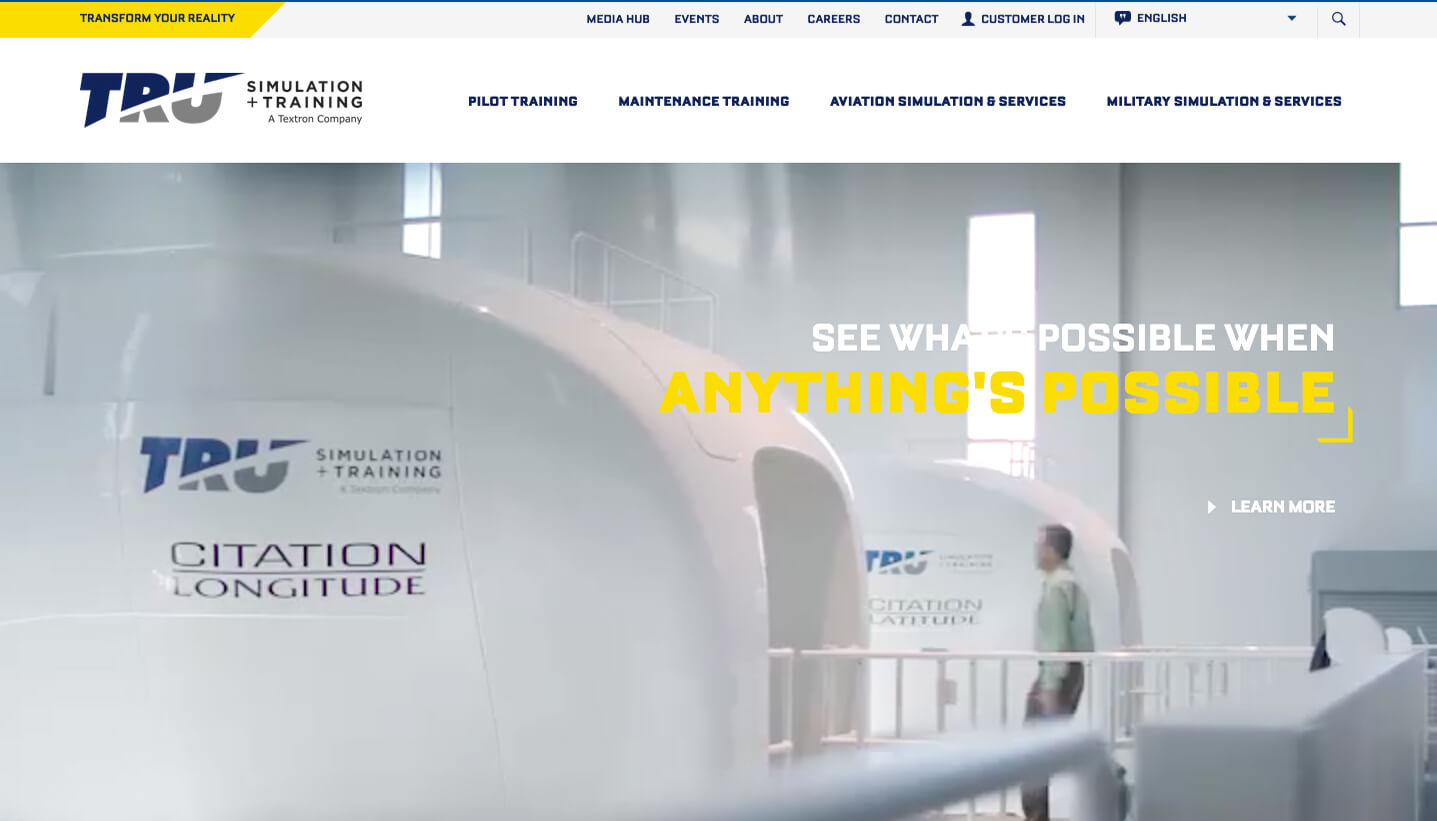 TRANSFORM YOUR REALITY
MEDIA HUB EVENTS ABOUT CAREERS CONTACT CUSTOMER LOG IN ENGLISH
TRU SIMULATION
+ TRAINING
A Textron Company
PILOT TRAINING MAINTENANCE TRAINING AVIATION SIMULATION & SERVICES MILITARY SIMULATION & SERVICES
SEE WHAT'S POSSIBLE WHEN
ANYTHING'S POSSIBLE
LEARN MORE
TRU SIMULATION
+ TRAINING
A Textron Company
CITATION
LONGITUDE
TRU SIMULATION
+ TRAINING
CITATION
LATITUDE